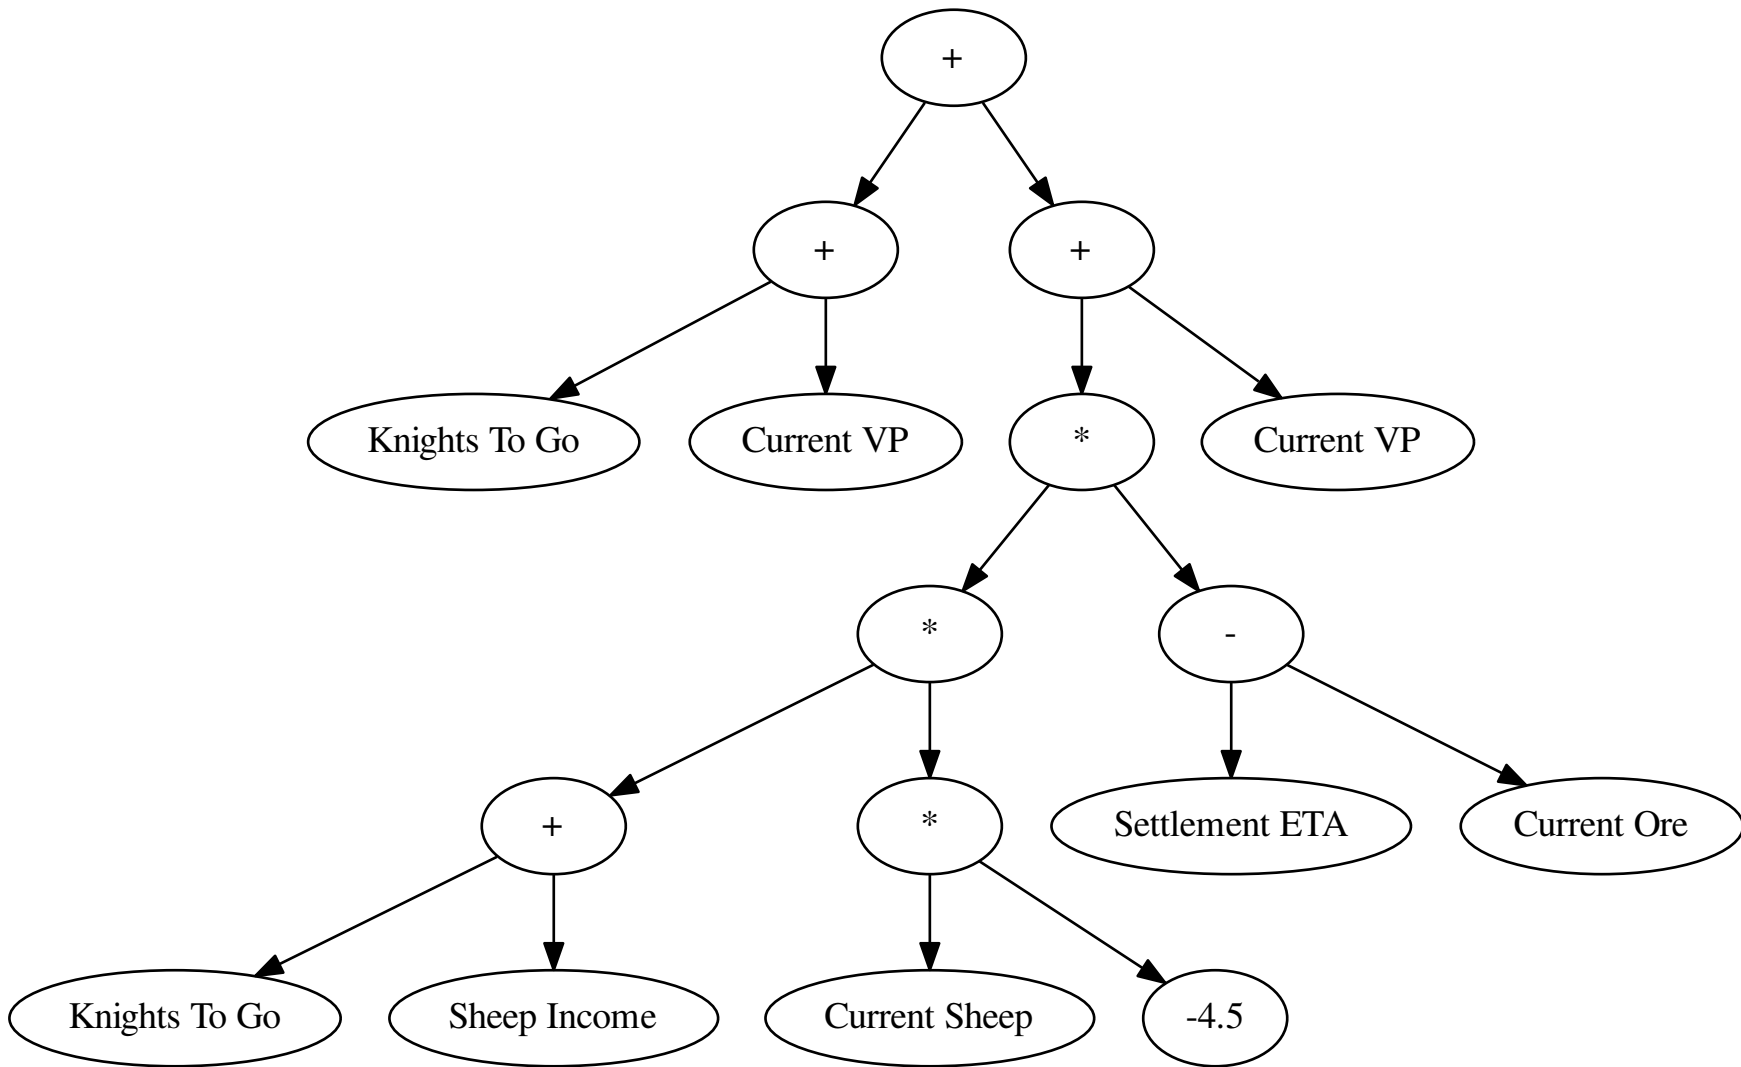 +
+
+
Knights To Go
Current VP
*
Current VP
*
-
+
*
Settlement ETA
Current Ore
Knights To Go
Sheep Income
Current Sheep
-4.5